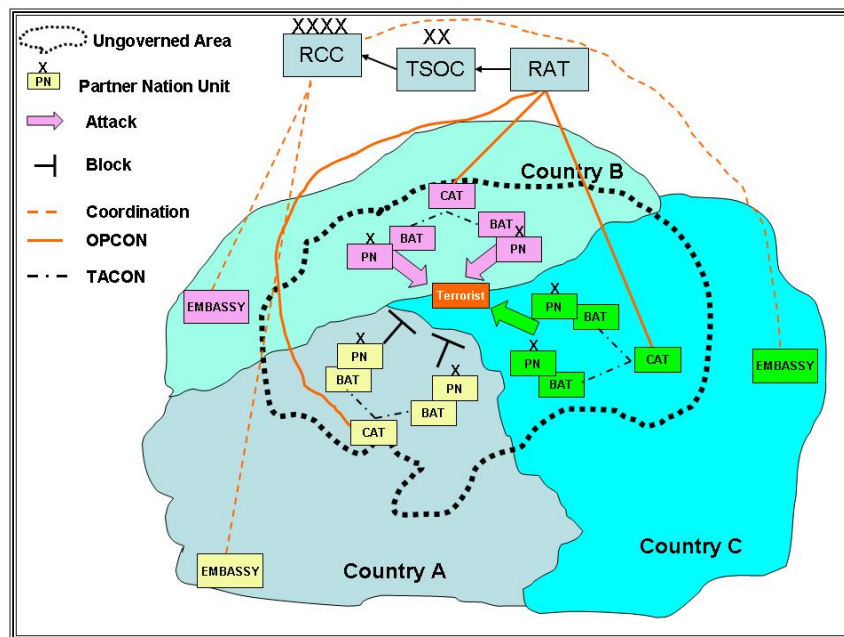 Ungoverned Area
X
PN
Partner Nation Unit
Attack
Block
Coordination
OPCON
TACON
XXXX
RCC
XX
TSOC
RAT
Country B
CAT
BAT
X
PN
BAT
X
PN
EMBASSY
Terrorist
X
PN
BAT
X
PN
BAT
CAT
EMBASSY
X
PN
BAT
X
PN
BAT
CAT
EMBASSY
Country A
Country C